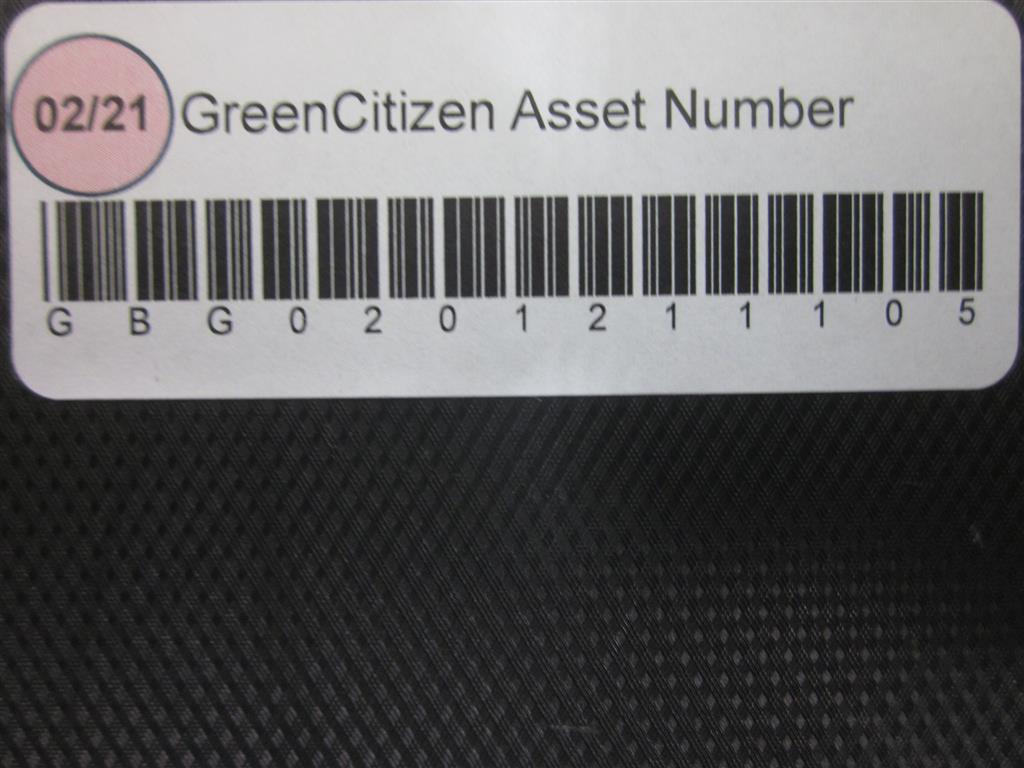 02/21 GreenCitizen Asset Number
G B G 0 2 0 1 2 1 1 1 0 5